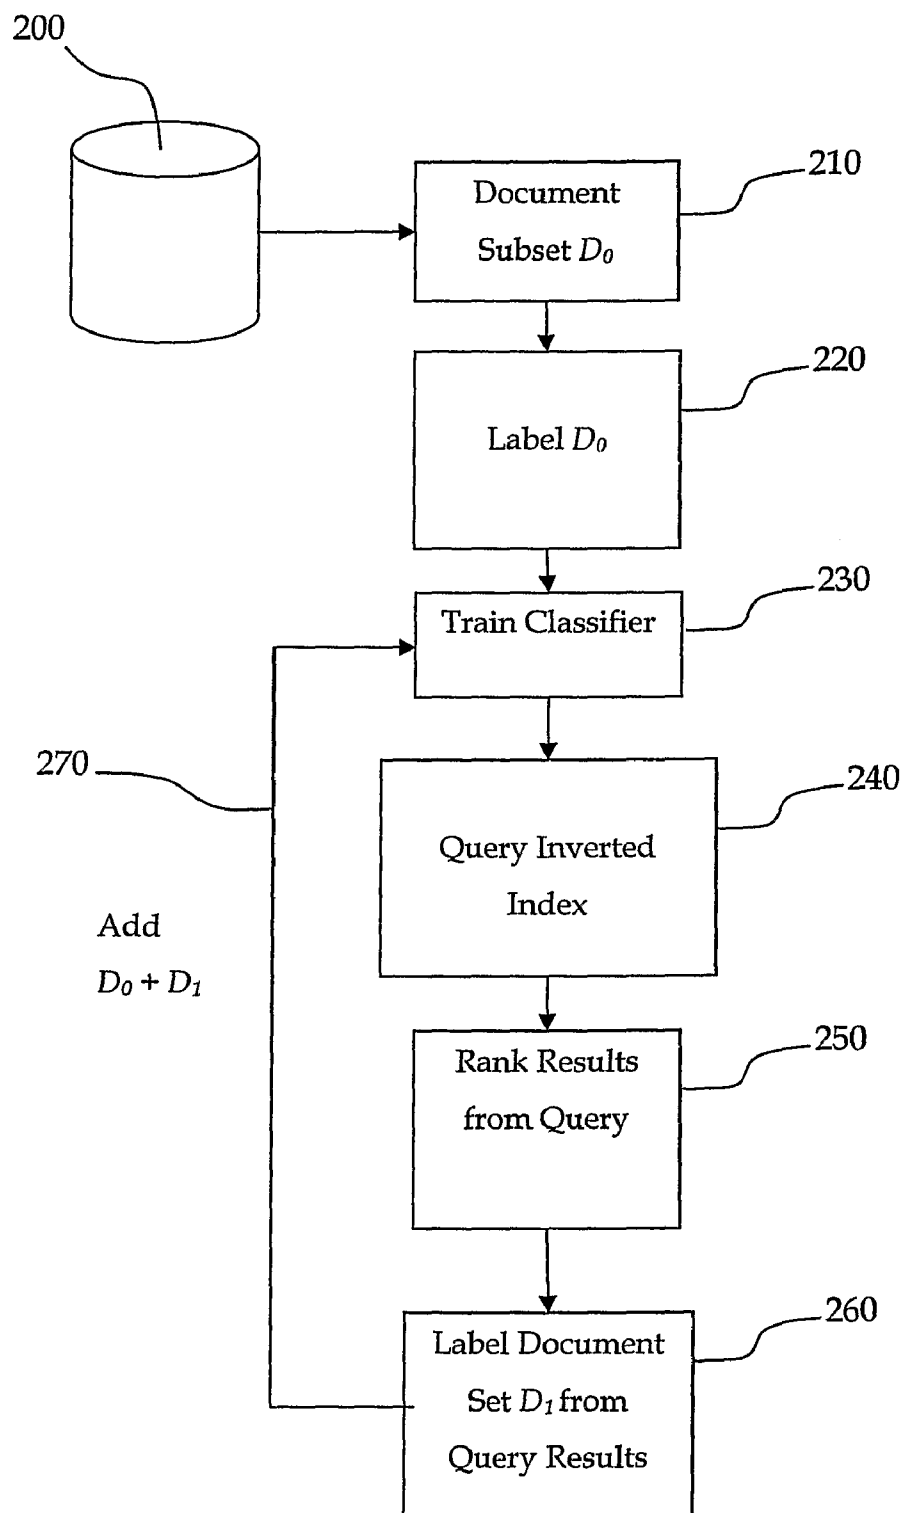 200
210
Document
Subset D0
220
Label D0
230
Train Classifier
270
240
Query Inverted
Index
Add
D0 + D1
250
Rank Results
from Query
260
Label Document
Set D1 from
Query Results